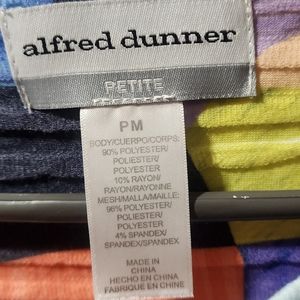 alfred dunner
PETITE
PM
BODY/CUERPO/CORPS:
90% POLYESTER/
POLIESTER/
POLYESTER
10% RAYON/
RAYON/RAYONNE
MESH/MALLA/MAILLE:
96% POLYESTER/
POLIESTER/
POLYESTER
4% SPANDEX/
SPANDEX/SPANDEX
MADE IN
CHINA
HECHO EN CHINA
FABRIQUE EN CHINE